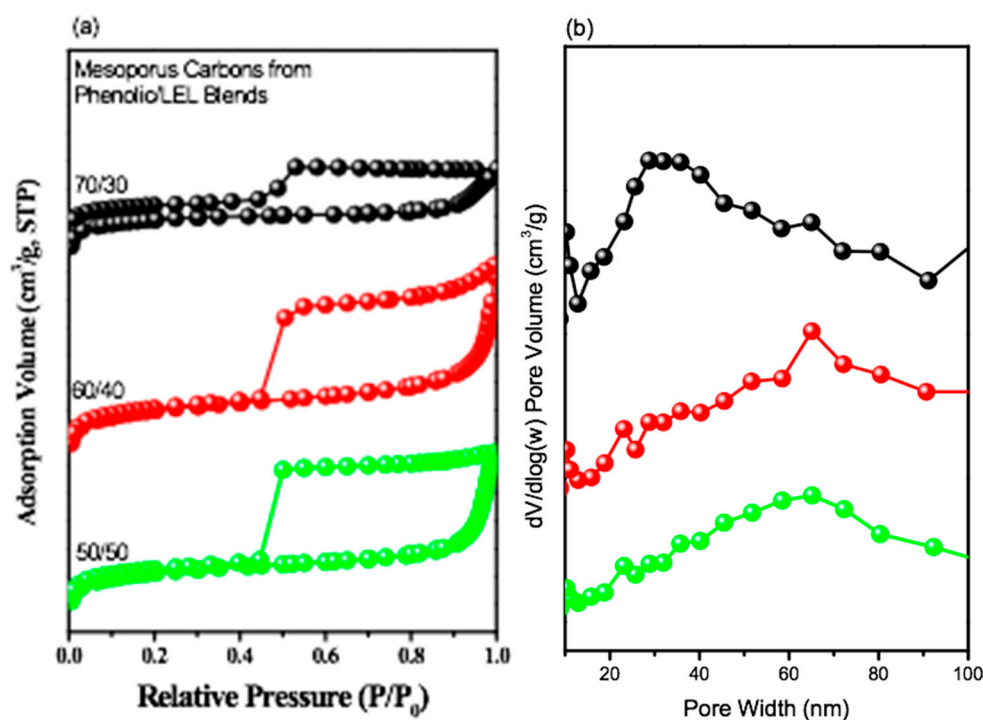 (a)
Mesoporus Carbons from
Phenolic/LEL Blends
70/30
60/40
50/50
Adsorption Volume (cm³/g, STP)
0.0 0.2 0.4 0.6 0.8 1.0
Relative Pressure (P/P₀)
(b)
dV/dlog(w) Pore Volume (cm³/g)
20 40 60 80 100
Pore Width (nm)